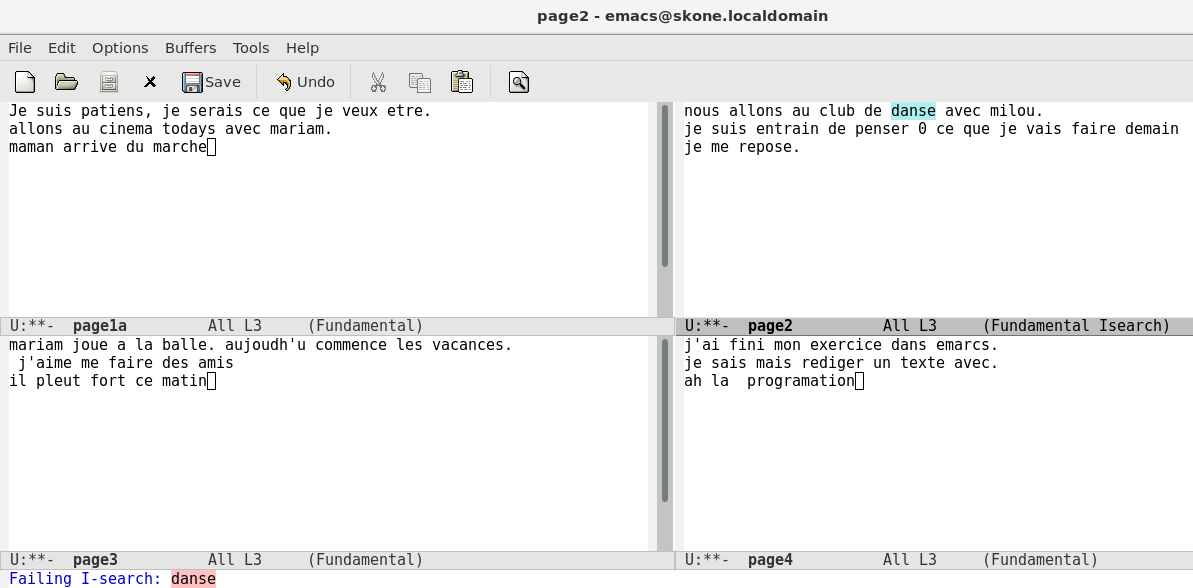 page2 - emacs@skone.localdomain
File Edit Options Buffers Tools Help
Save Undo
Je suis patiens, je serais ce que je veux etre.
allons au cinema todays avec mariam.
maman arrive du marche
U:**-  page1a         All L3     (Fundamental)
nous allons au club de danse avec milou.
je suis entrain de penser 0 ce que je vais faire demain
je me repose.
U:**-  page2          All L3     (Fundamental Isearch)
mariam joue a la balle. aujoudh'u commence les vacances.
 j'aime me faire des amis
il pleut fort ce matin
U:**-  page3          All L3     (Fundamental)
j'ai fini mon exercice dans emarcs.
je sais mais rediger un texte avec.
ah la  programation
U:**-  page4          All L3     (Fundamental)
Failing I-search: danse